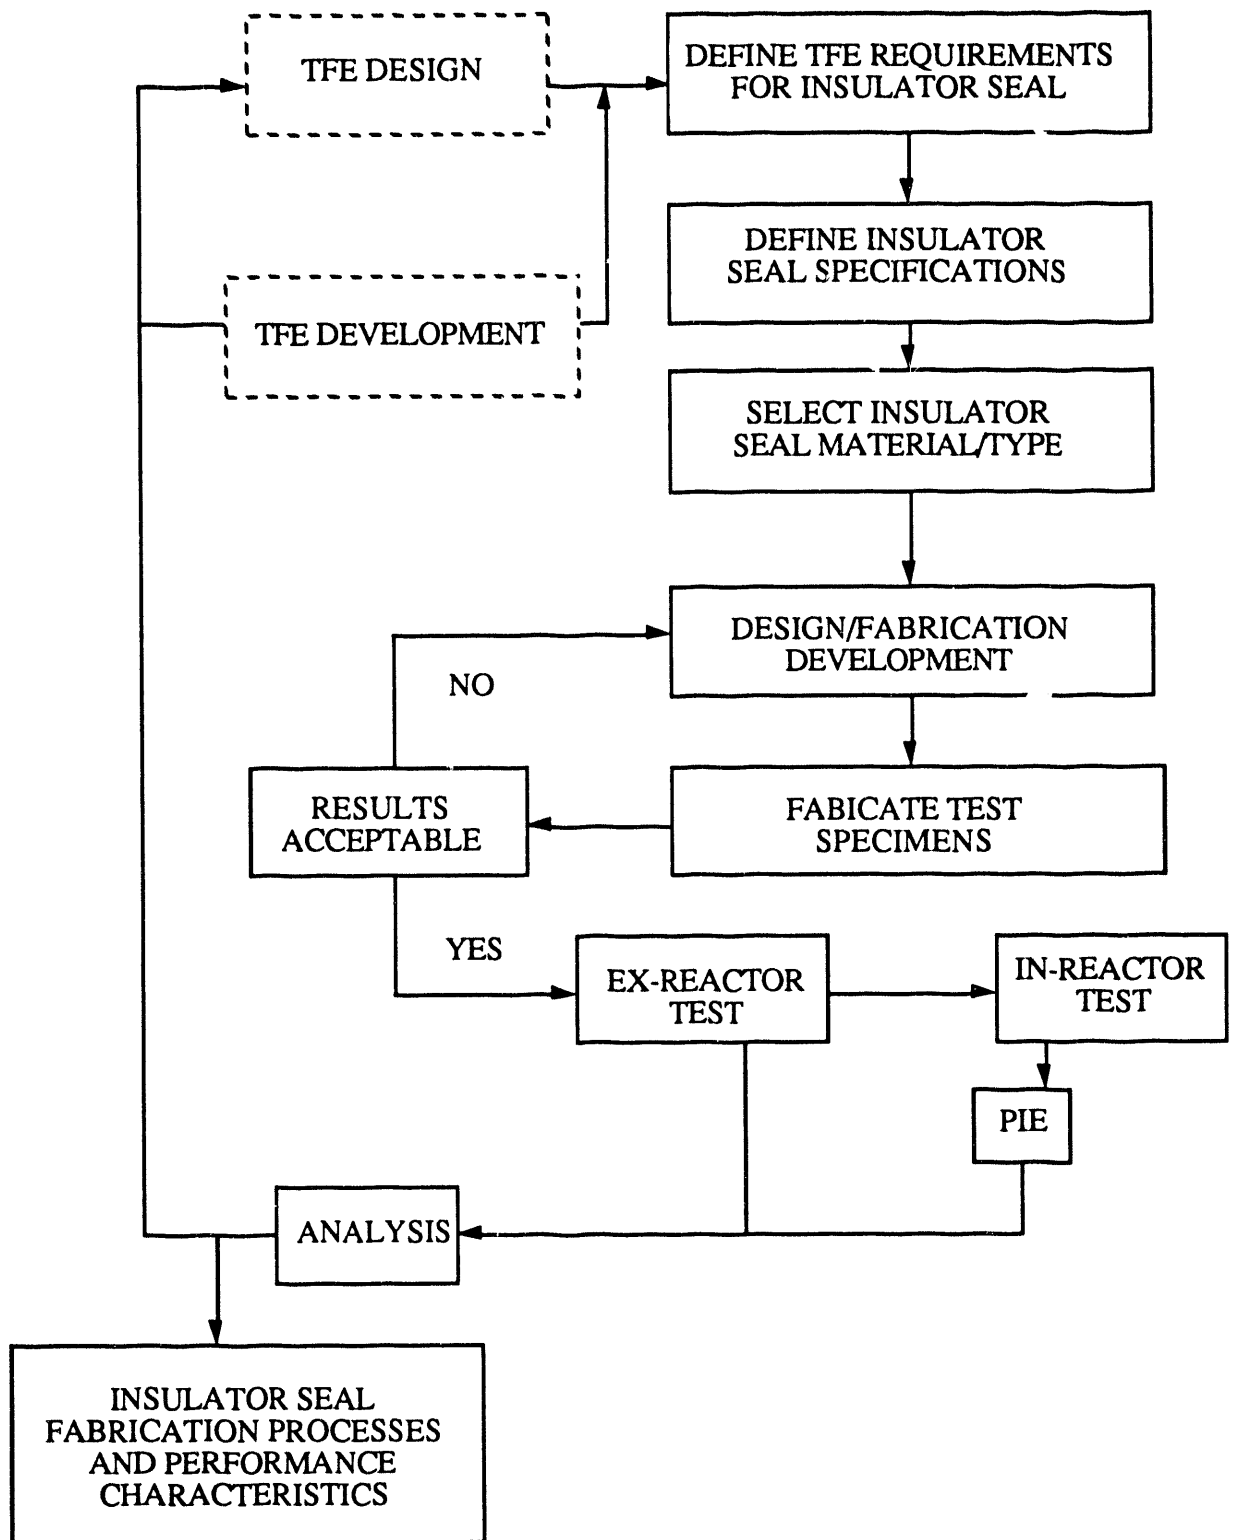 TFE DESIGN
DEFINE TFE REQUIREMENTS
FOR INSULATOR SEAL
DEFINE INSULATOR
SEAL SPECIFICATIONS
TFE DEVELOPMENT
SELECT INSULATOR
SEAL MATERIAL/TYPE
DESIGN/FABRICATION
DEVELOPMENT
NO
RESULTS
ACCEPTABLE
FABICATE TEST
SPECIMENS
YES
EX-REACTOR
TEST
IN-REACTOR
TEST
PIE
ANALYSIS
INSULATOR SEAL
FABRICATION PROCESSES
AND PERFORMANCE
CHARACTERISTICS